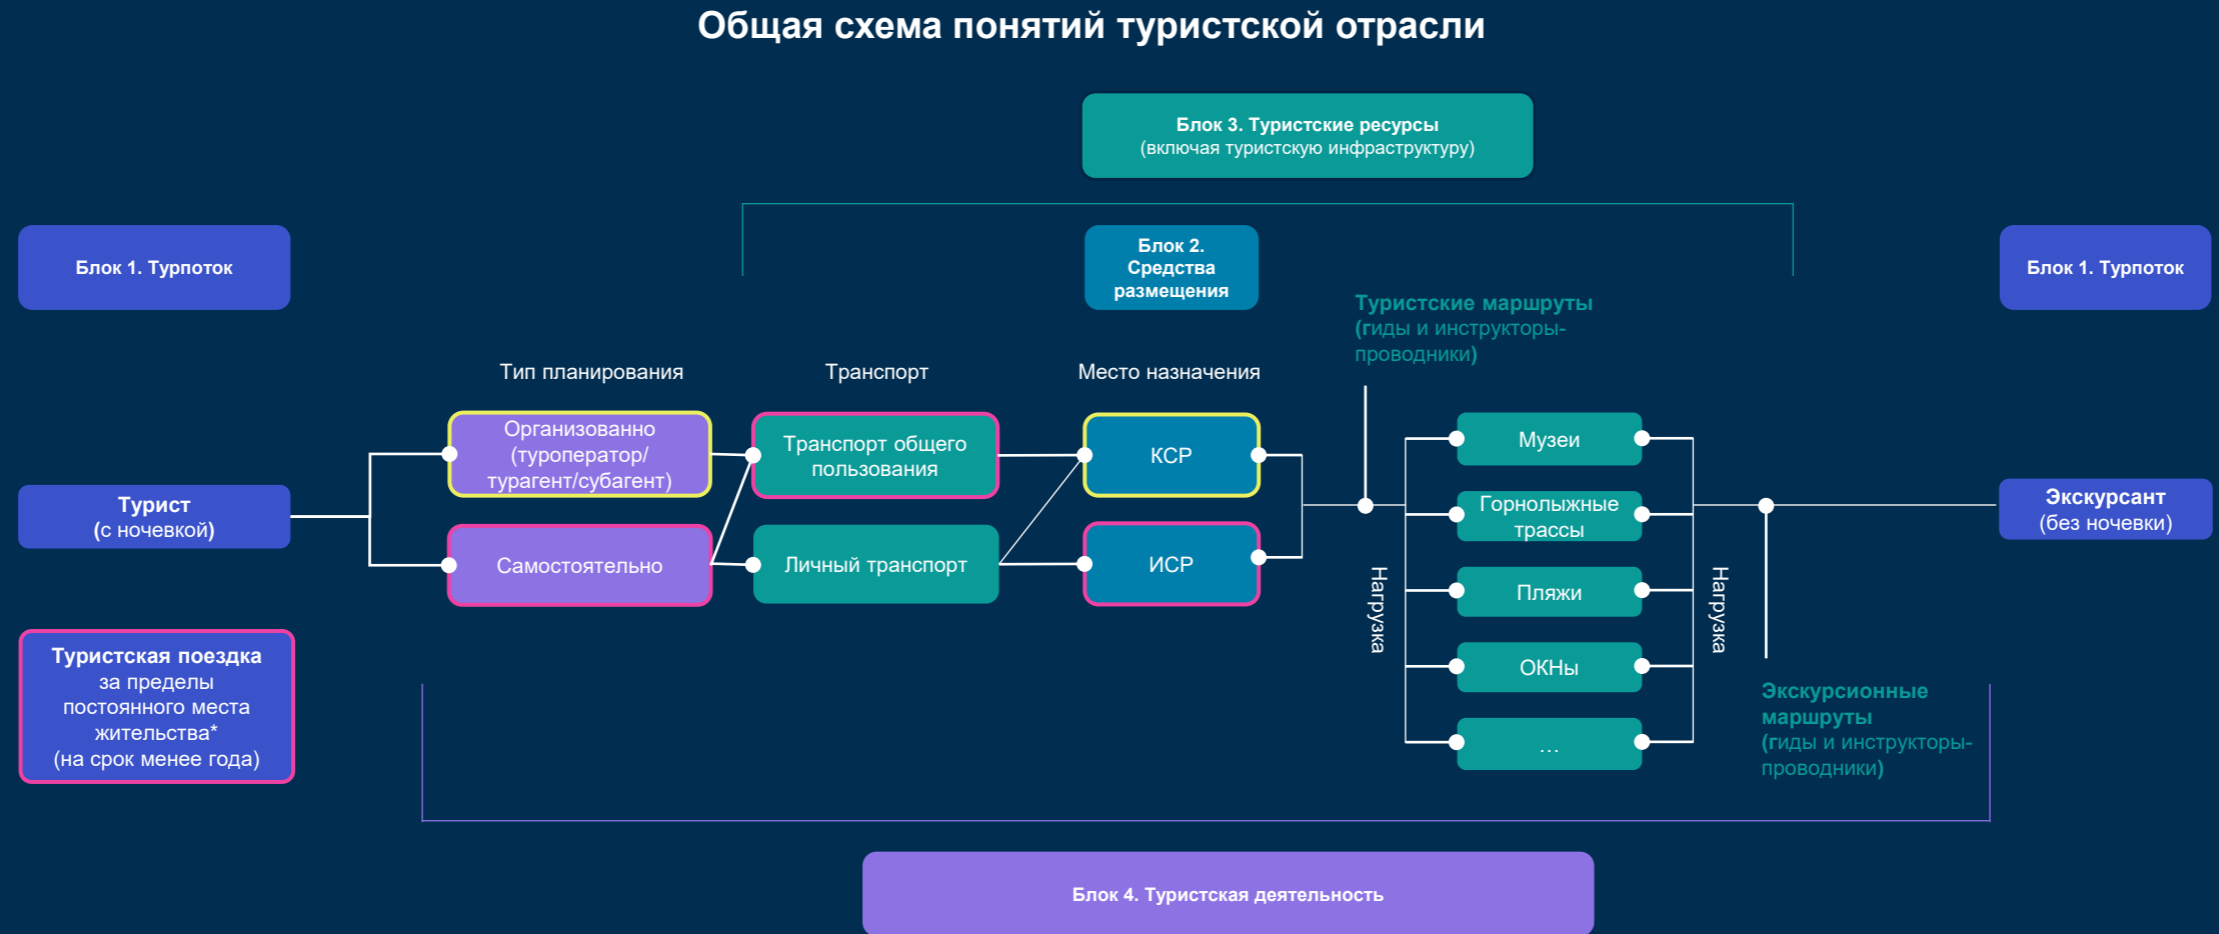 Общая схема понятий туристской отрасли
Блок 3. Туристские ресурсы
(включая туристскую инфраструктуру)
Блок 1. Турпоток
Блок 2.
Средства
размещения
Блок 1. Турпоток
Туристские маршруты
(гиды и инструкторы-
проводники)
Тип планирования
Транспорт
Место назначения
Турист
(с ночевкой)
Организованно
(туроператор/
турагент/субагент)
Самостоятельно
Транспорт общего
пользования
Личный транспорт
КСР
ИСР
Нагрузка
Музеи
Горнолыжные
трассы
Пляжи
ОКНы
...
Нагрузка
Экскурсант
(без ночевки)
Туристская поездка
за пределы
постоянного места
жительства*
(на срок менее года)
Экскурсионные
маршруты
(гиды и инструкторы-
проводники)
Блок 4. Туристская деятельность